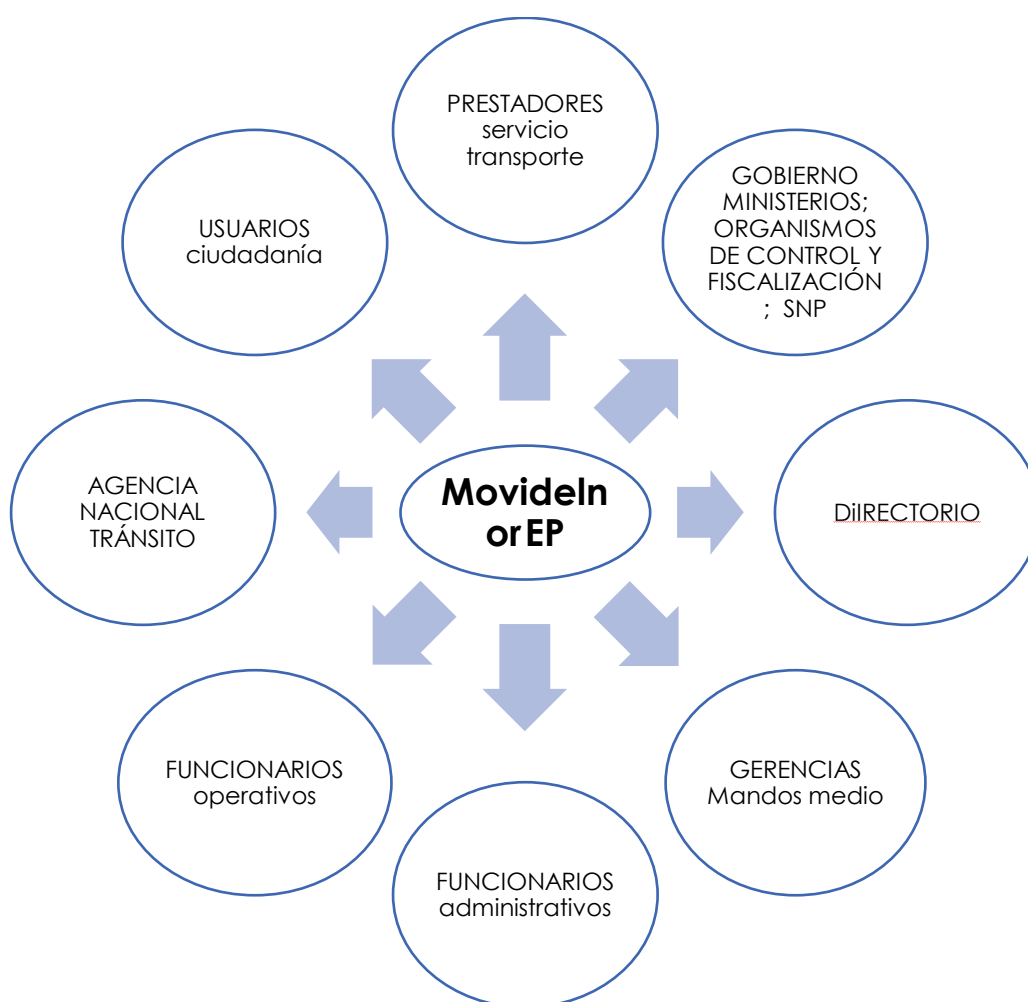 PRESTADORES
servicio
transporte
GOBIERNO
MINISTERIOS;
ORGANISMOS
DE CONTROL Y
FISCALIZACIÓN
; SNP
USUARIOS
ciudadanía
AGENCIA
NACIONAL
TRÁNSITO
MovidelN
or EP
DiIRECTORIO
FUNCIONARIOS
operativos
GERENCIAS
Mandos medio
FUNCIONARIOS
administrativos